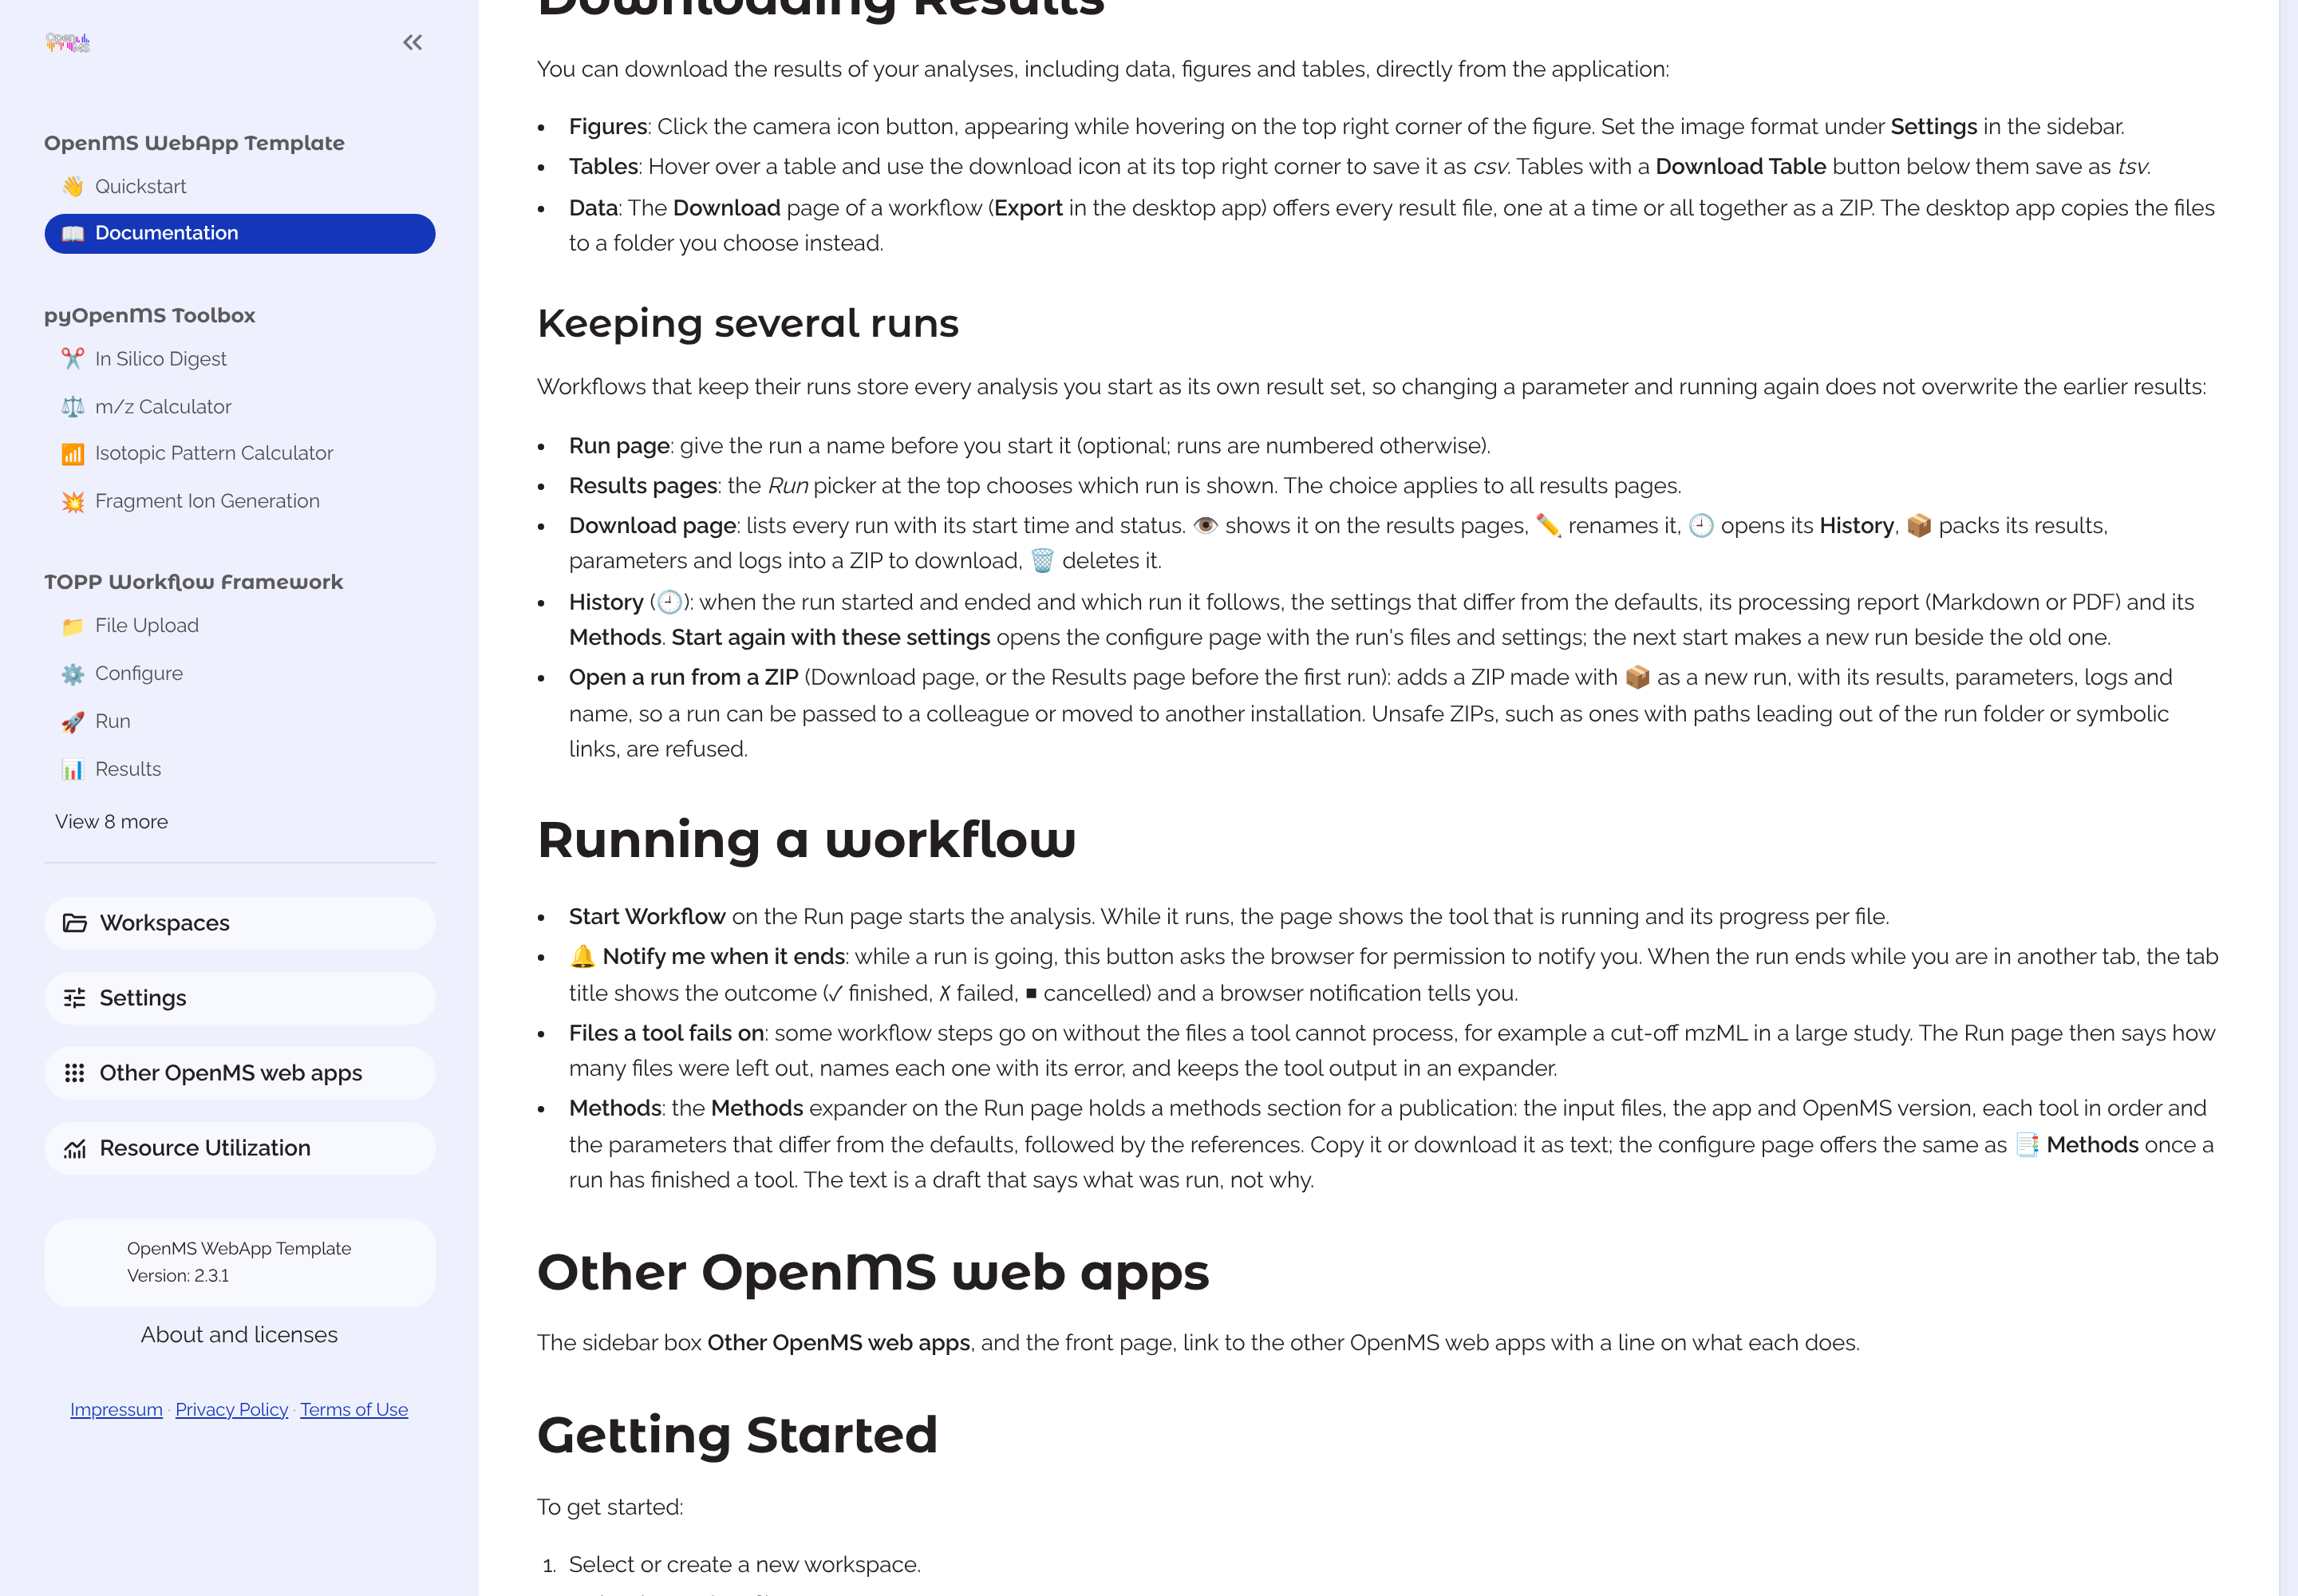 OpenMS
OpenMS WebApp Template
👋 Quickstart
📖 Documentation
pyOpenMS Toolbox
✂️ In Silico Digest
⚖️ m/z Calculator
📶 Isotopic Pattern Calculator
💥 Fragment Ion Generation
TOPP Workflow Framework
📁 File Upload
⚙️ Configure
🚀 Run
📊 Results
View 8 more
Workspaces
Settings
Other OpenMS web apps
Resource Utilization
OpenMS WebApp Template
Version: 2.3.1
About and licenses
Impressum · Privacy Policy · Terms of Use
Downloading Results
You can download the results of your analyses, including data, figures and tables, directly from the application:
• Figures: Click the camera icon button, appearing while hovering on the top right corner of the figure. Set the image format under Settings in the sidebar.
• Tables: Hover over a table and use the download icon at its top right corner to save it as csv. Tables with a Download Table button below them save as tsv.
• Data: The Download page of a workflow (Export in the desktop app) offers every result file, one at a time or all together as a ZIP. The desktop app copies the files
to a folder you choose instead.
Keeping several runs
Workflows that keep their runs store every analysis you start as its own result set, so changing a parameter and running again does not overwrite the earlier results:
• Run page: give the run a name before you start it (optional; runs are numbered otherwise).
• Results pages: the Run picker at the top chooses which run is shown. The choice applies to all results pages.
• Download page: lists every run with its start time and status. 👁️ shows it on the results pages, ✏️ renames it, 🕘 opens its History, 📦 packs its results,
parameters and logs into a ZIP to download, 🗑️ deletes it.
• History (🕘): when the run started and ended and which run it follows, the settings that differ from the defaults, its processing report (Markdown or PDF) and its
Methods. Start again with these settings opens the configure page with the run's files and settings; the next start makes a new run beside the old one.
• Open a run from a ZIP (Download page, or the Results page before the first run): adds a ZIP made with 📦 as a new run, with its results, parameters, logs and
name, so a run can be passed to a colleague or moved to another installation. Unsafe ZIPs, such as ones with paths leading out of the run folder or symbolic
links, are refused.
Running a workflow
• Start Workflow on the Run page starts the analysis. While it runs, the page shows the tool that is running and its progress per file.
• 🔔 Notify me when it ends: while a run is going, this button asks the browser for permission to notify you. When the run ends while you are in another tab, the tab
title shows the outcome (✓ finished, ✗ failed, ■ cancelled) and a browser notification tells you.
• Files a tool fails on: some workflow steps go on without the files a tool cannot process, for example a cut-off mzML in a large study. The Run page then says how
many files were left out, names each one with its error, and keeps the tool output in an expander.
• Methods: the Methods expander on the Run page holds a methods section for a publication: the input files, the app and OpenMS version, each tool in order and
the parameters that differ from the defaults, followed by the references. Copy it or download it as text; the configure page offers the same as 📑 Methods once a
run has finished a tool. The text is a draft that says what was run, not why.
Other OpenMS web apps
The sidebar box Other OpenMS web apps, and the front page, link to the other OpenMS web apps with a line on what each does.
Getting Started
To get started:
1. Select or create a new workspace.